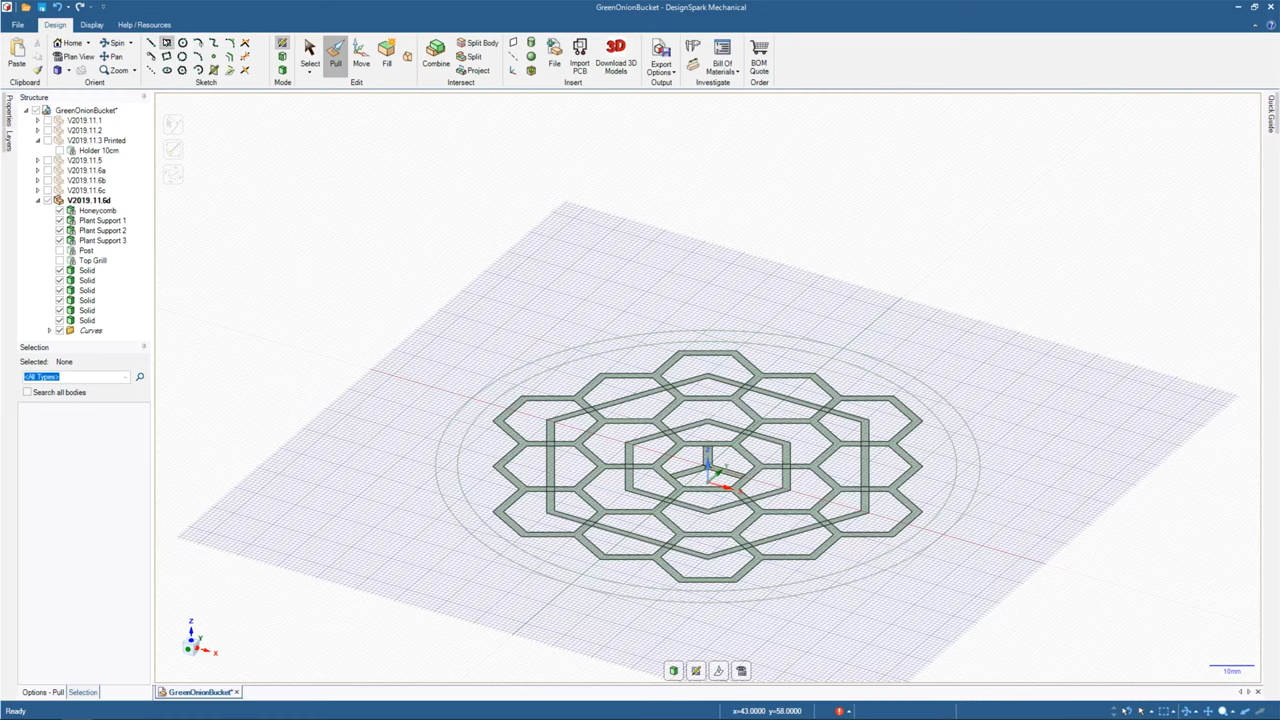 GreenOnionBucket - DesignSpark Mechanical
File Design Display Help / Resources
Home Spin
Plan View Pan
Zoom
Paste
Select Pull Move Fill
Combine
Split Body
Split
Project
File Import PCB Download 3D Models
Export Options
Bill Of Materials
BOM Quote
Clipboard Orient Sketch Mode Edit Intersect Insert Output Investigate Order
Structure
Properties
Layers
Quick Guide
GreenOnionBucket*
V2019.11.1
V2019.11.2
V2019.11.3 Printed
Holder 10cm
V2019.11.5
V2019.11.6a
V2019.11.6b
V2019.11.6c
V2019.11.6d
Honeycomb
Plant Support 1
Plant Support 2
Plant Support 3
Post
Top Grill
Solid
Solid
Solid
Solid
Solid
Solid
Curves
Selection
Selected: None
<All Types>
Search all bodies
Z
Y
X
Z
Y
10mm
Options - Pull Selection
GreenOnionBucket*
Ready
x=43.0000 y=58.0000